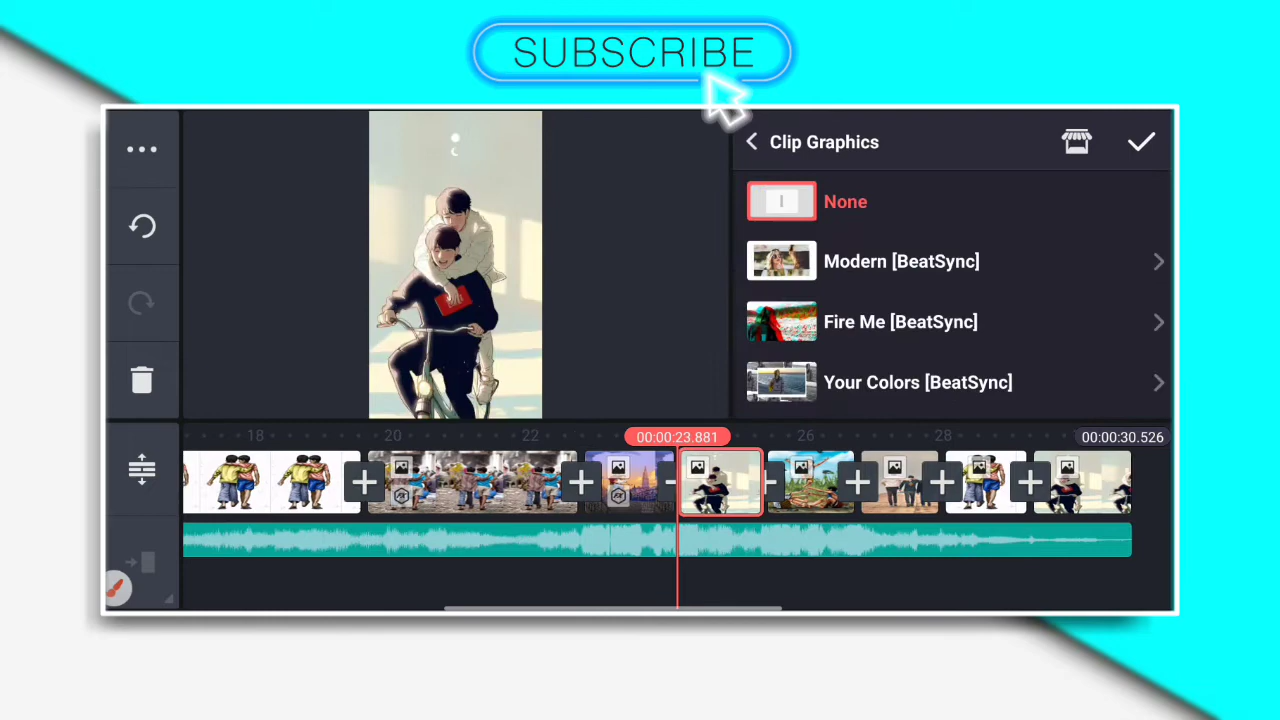 SUBSCRIBE
Clip Graphics
None
Modern [BeatSync]
Fire Me [BeatSync]
Your Colors [BeatSync]
18
20
22
00:00:23.881
26
28
00:00:30.526